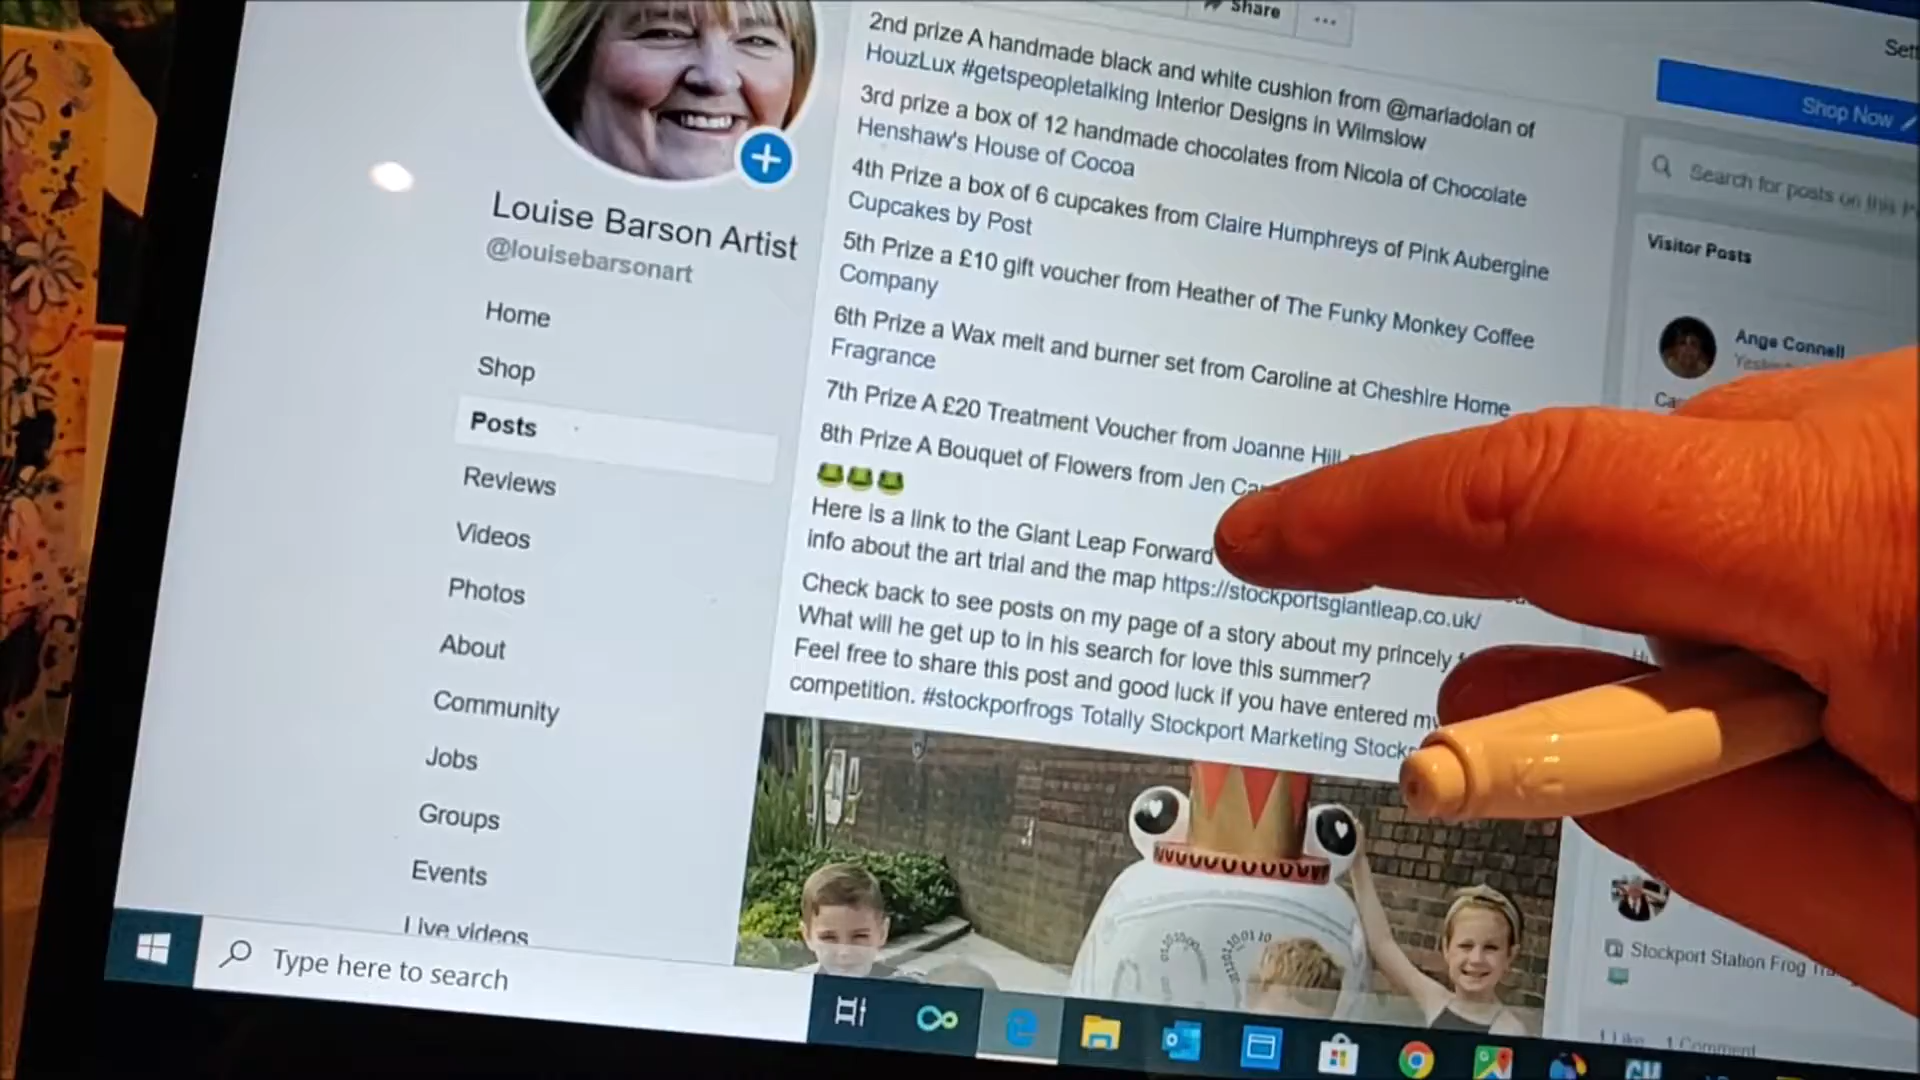 Share
Sett
2nd prize A handmade black and white cushion from @mariadolan of
HouzLux #getspeopletalking Interior Designs in Wilmslow
3rd prize a box of 12 handmade chocolates from Nicola of Chocolate
Henshaw's House of Cocoa
4th Prize a box of 6 cupcakes from Claire Humphreys of Pink Aubergine
Cupcakes by Post
5th Prize a £10 gift voucher from Heather of The Funky Monkey Coffee
Company
6th Prize a Wax melt and burner set from Caroline at Cheshire Home
Fragrance
7th Prize A £20 Treatment Voucher from Joanne Hill
8th Prize A Bouquet of Flowers from Jen
Here is a link to the Giant Leap Forward
info about the art trial and the map https://stockportsgiantleap.co.uk/
Check back to see posts on my page of a story about my princely
What will he get up to in his search for love this summer?
Feel free to share this post and good luck if you have entered my
competition. #stockporfrogs Totally Stockport Marketing
Louise Barson Artist
@louisebarsonart
Home
Shop
Posts
Reviews
Videos
Photos
About
Community
Jobs
Groups
Events
Live videos
Shop Now
Search for posts on this
Visitor Posts
Ange Connell
Stockport Station Frog
1 Like 1 Comment
Type here to search